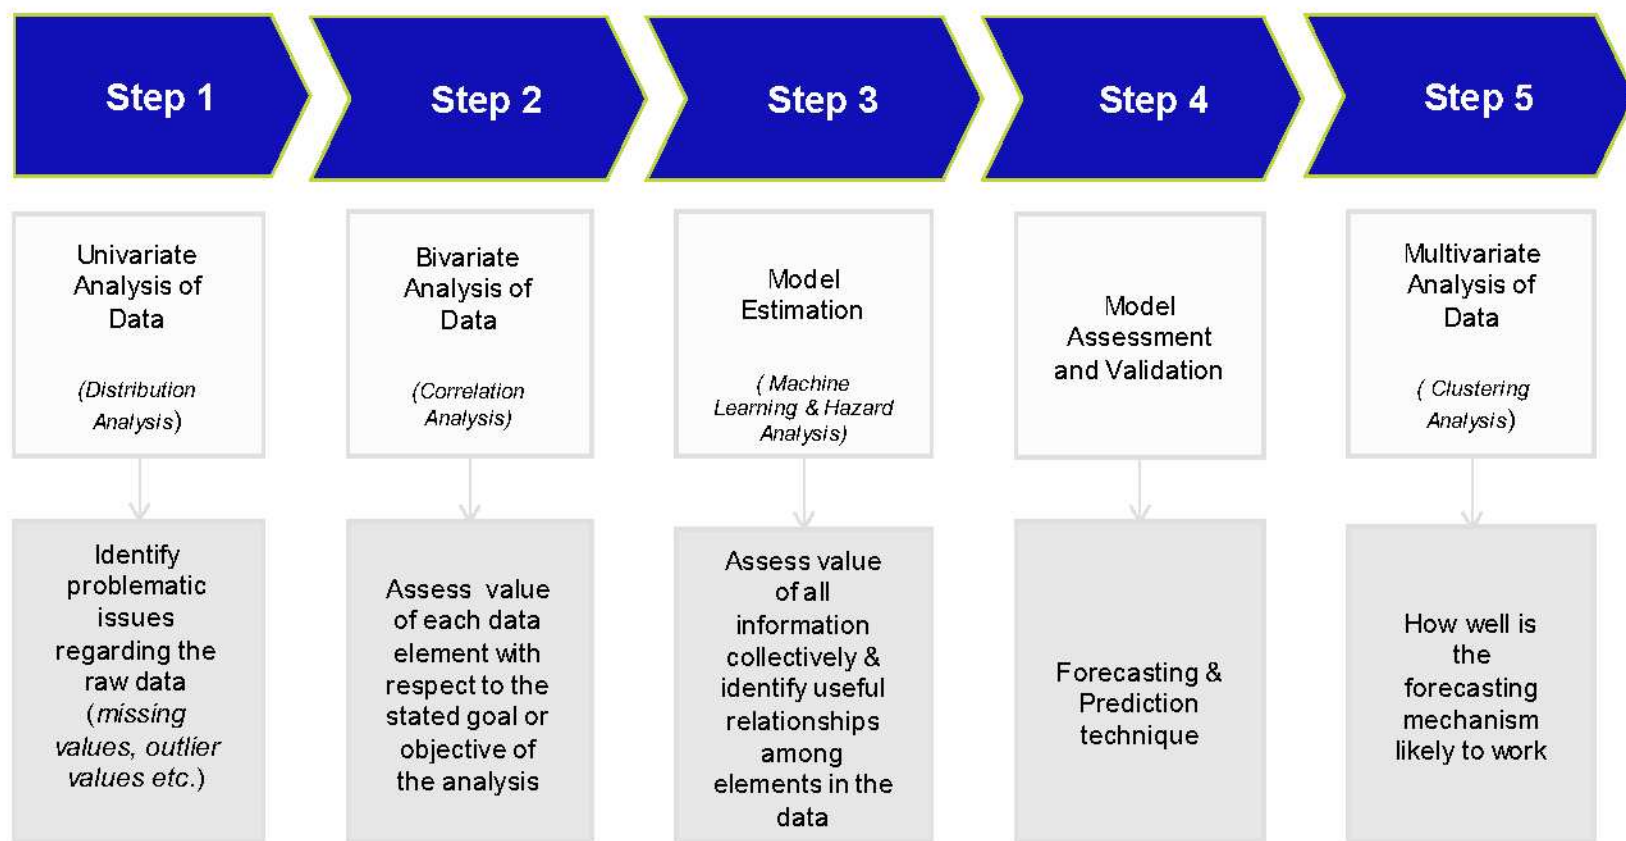 Step 1
Step 2
Step 3
Step 4
Step 5
Univariate
Analysis of
Data
(Distribution
Analysis)
Bivariate
Analysis of
Data
(Correlation
Analysis)
Model
Estimation
( Machine
Learning & Hazard
Analysis)
Model
Assessment
and Validation
Multivariate
Analysis of
Data
( Clustering
Analysis)
Identify
problematic
issues
regarding the
raw data
(missing
values, outlier
values etc.)
Assess value
of each data
element with
respect to the
stated goal or
objective of
the analysis
Assess value
of all
information
collectively &
identify useful
relationships
among
elements in the
data
Forecasting &
Prediction
technique
How well is
the
forecasting
mechanism
likely to work